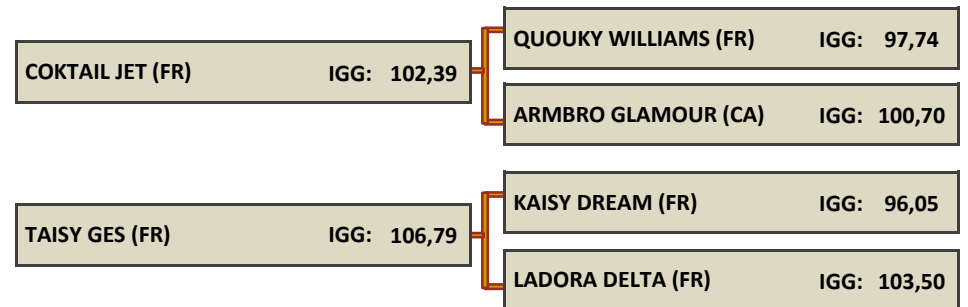 QUOUKY WILLIAMS (FR) IGG: 97,74
COKTAIL JET (FR) IGG: 102,39
ARMBRO GLAMOUR (CA) IGG: 100,70
KAISY DREAM (FR) IGG: 96,05
TAISY GES (FR) IGG: 106,79
LADORA DELTA (FR) IGG: 103,50